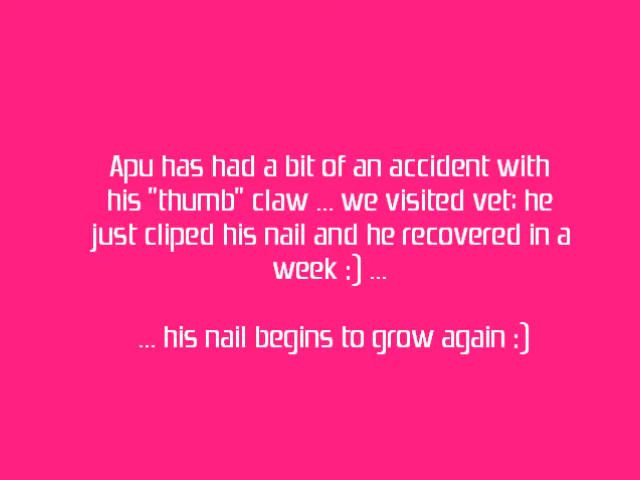 Apu has had a bit of an accident with
his "thumb" claw ... we visited vet: he
just cliped his nail and he recovered in a
week :) ...
... his nail begins to grow again :)